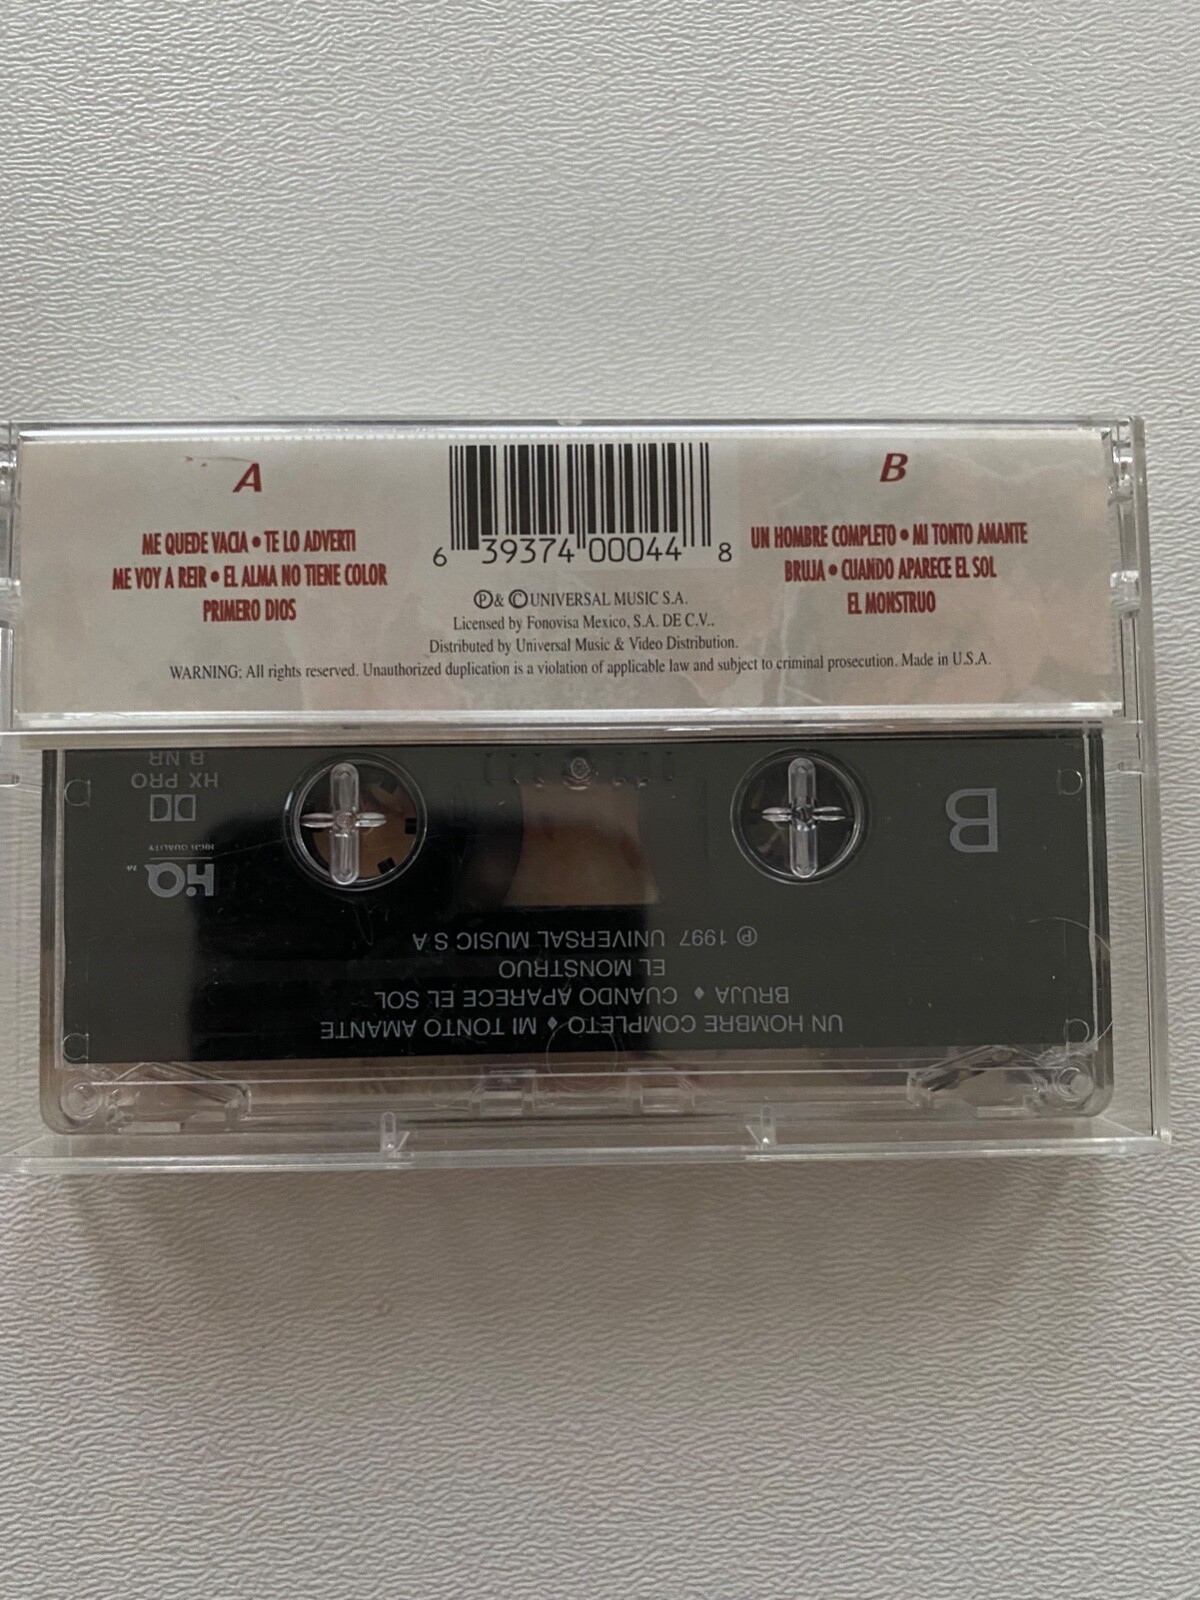 A
ME QUEDE VACIA • TE LO ADVERTI
ME VOY A REIR • EL ALMA NO TIENE COLOR
PRIMERO DIOS
6 39374 00044 8
Ⓟ & © UNIVERSAL MUSIC S.A.
Licensed by Fonovisa Mexico, S.A. DE C.V..
Distributed by Universal Music & Video Distribution.
WARNING: All rights reserved. Unauthorized duplication is a violation of applicable law and subject to criminal prosecution. Made in U.S.A.
B
UN HOMBRE COMPLETO • MI TONTO AMANTE
BRUJA • CUANDO APARECE EL SOL
EL MONSTRUO
UN HOMBRE COMPLETO ♦ MI TONTO AMANTE
BRUJA ♦ CUANDO APARECE EL SOL
EL MONSTRUO
Ⓟ 1997 UNIVERSAL MUSIC S A
B
HiQ
HIGH QUALITY
HX PRO
B NR